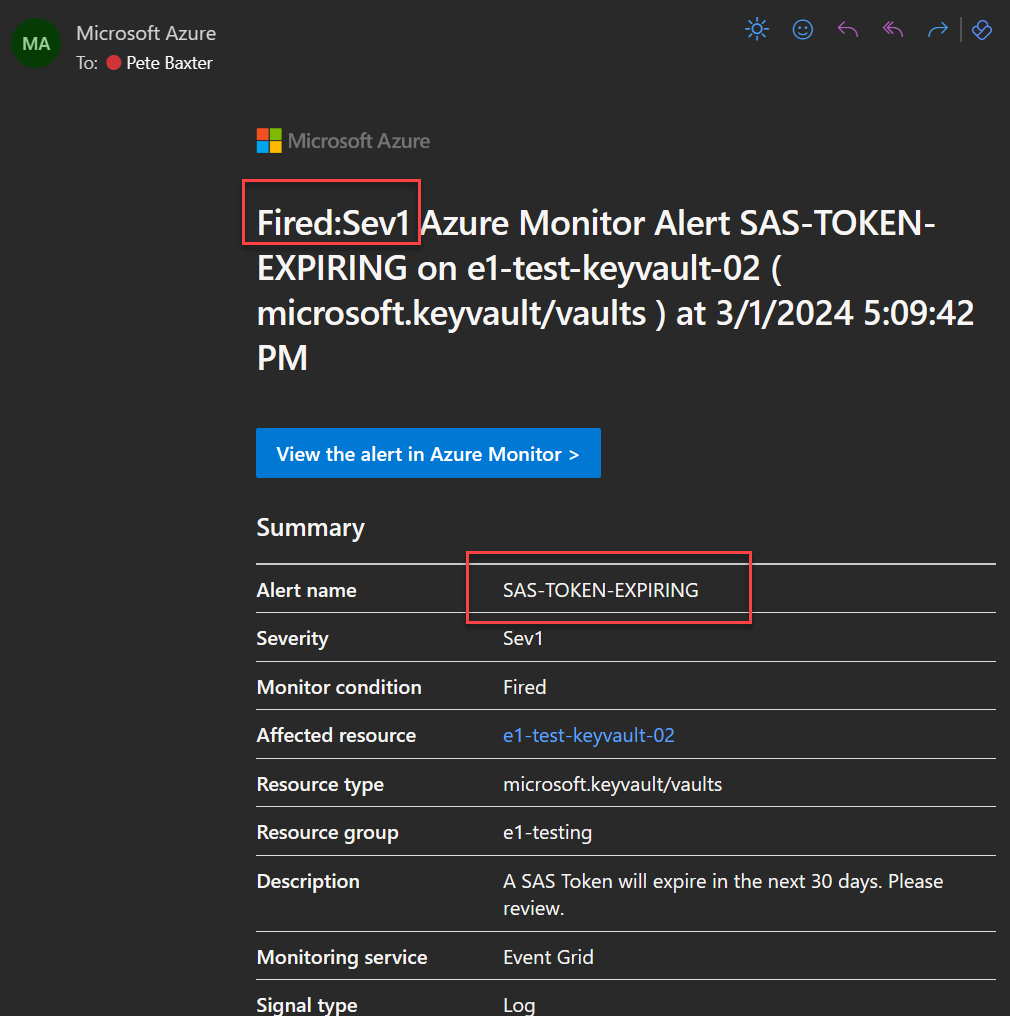 MA
Microsoft Azure
To: Pete Baxter
Microsoft Azure
Fired:Sev1 Azure Monitor Alert SAS-TOKEN-
EXPIRING on e1-test-keyvault-02 (
microsoft.keyvault/vaults ) at 3/1/2024 5:09:42
PM
View the alert in Azure Monitor >
Summary
Alert name SAS-TOKEN-EXPIRING
Severity Sev1
Monitor condition Fired
Affected resource e1-test-keyvault-02
Resource type microsoft.keyvault/vaults
Resource group e1-testing
Description A SAS Token will expire in the next 30 days. Please
review.
Monitoring service Event Grid
Signal type Log